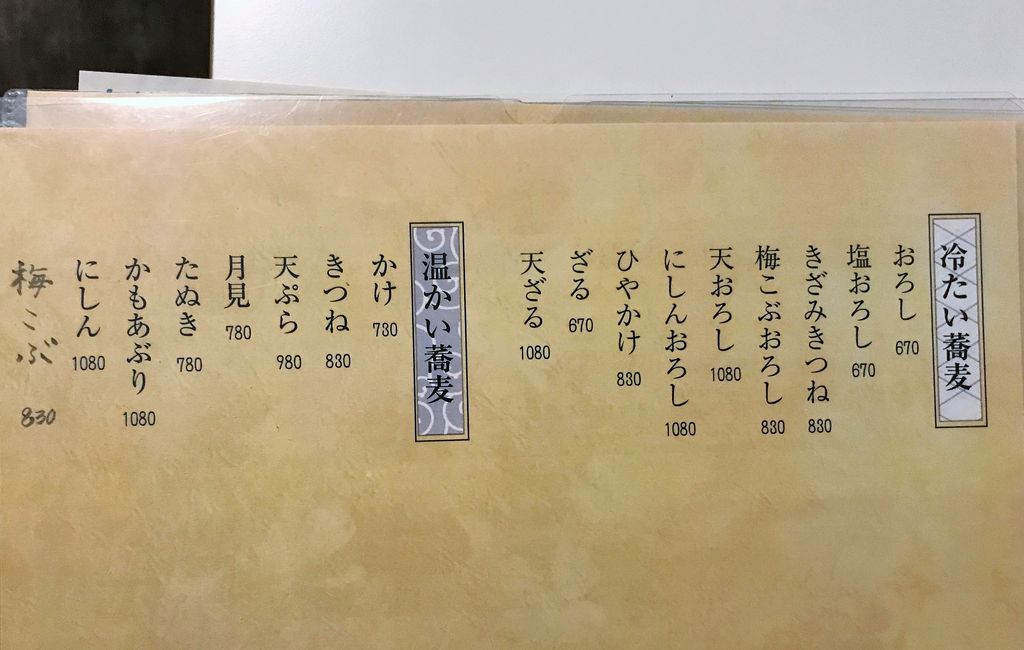 冷たい蕎麦
おろし 670
塩おろし 670
きざみきつね 830
梅こぶおろし 830
天おろし 1080
にしんおろし 1080
ひやかけ 830
ざる 670
天ざる 1080
温かい蕎麦
かけ 730
きつね 830
天ぷら 980
月見 780
たぬき 780
かもあぶり 1080
にしん 1080
梅こぶ 830